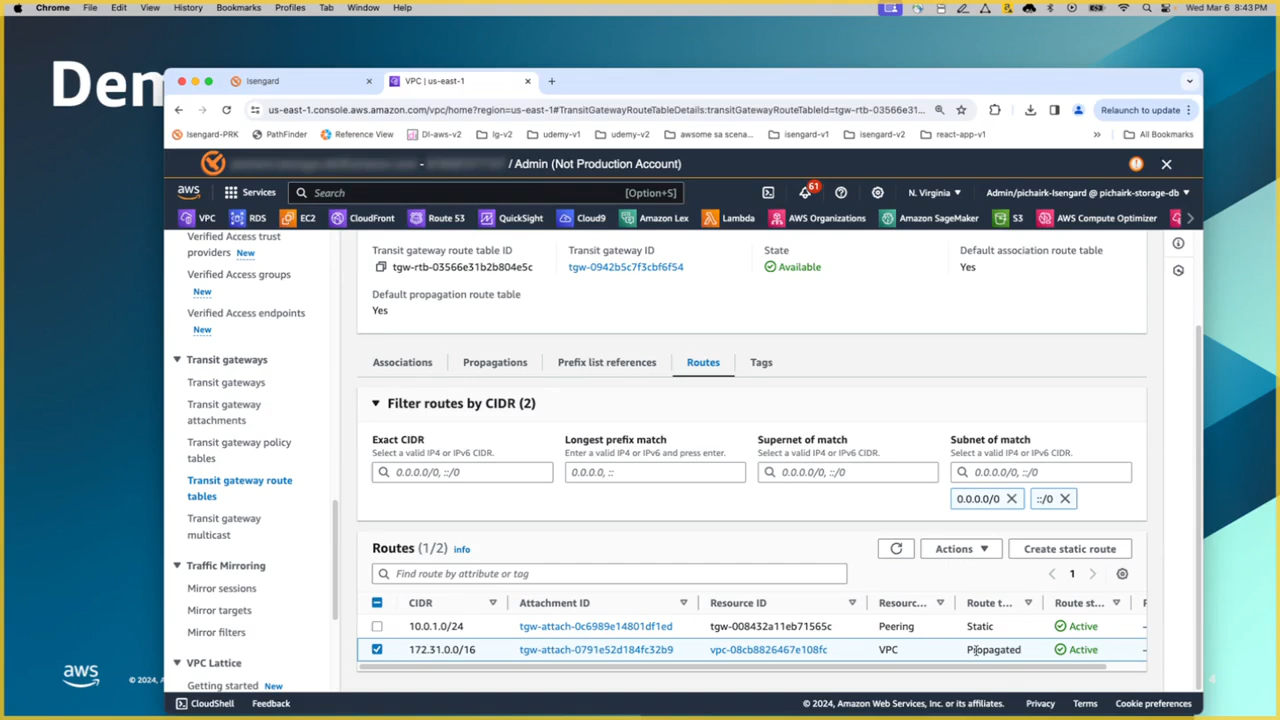 Chrome File Edit View History Bookmarks Profiles Tab Window Help Wed Mar 6 8:43 PM
Dem
Isengard VPC | us-east-1
us-east-1.console.aws.amazon.com/vpc/home?region=us-east-1#TransitGatewayRouteTableDetails:transitGatewayRouteTableId=tgw-rtb-03566e31... Relaunch to update
Isengard-PRK PathFinder Reference View DI-aws-v2 lg-v2 udemy-v1 udemy-v2 awsome sa scena... isengard-v1 isengard-v2 react-app-v1 » All Bookmarks
- / Admin (Not Production Account)
aws Services Search [Option+S] 61 N. Virginia Admin/pichairk-Isengard @ pichairk-storage-db
VPC RDS EC2 CloudFront Route 53 QuickSight Cloud9 Amazon Lex Lambda AWS Organizations Amazon SageMaker S3 AWS Compute Optimizer
Verified Access trust
providers New
Verified Access groups
New
Verified Access endpoints
New
Transit gateways
Transit gateways
Transit gateway
attachments
Transit gateway policy
tables
Transit gateway route
tables
Transit gateway
multicast
Traffic Mirroring
Mirror sessions
Mirror targets
Mirror filters
VPC Lattice
Getting started New
Transit gateway route table ID Transit gateway ID State Default association route table
tgw-rtb-03566e31b2b804e5c tgw-0942b5c7f3cbf6f54 Available Yes
Default propagation route table
Yes
Associations Propagations Prefix list references Routes Tags
Filter routes by CIDR (2)
Exact CIDR Longest prefix match Supernet of match Subnet of match
Select a valid IP4 or IPv6 CIDR. Enter a valid IP4 or IPv6 and press enter. Select a valid IP4 or IPv6 CIDR. Select a valid IP4 or IPv6 CIDR.
0.0.0.0/0, ::/0 0.0.0.0, :: 0.0.0.0/0, ::/0 0.0.0.0/0, ::/0
0.0.0.0/0 ::/0
Routes (1/2) info Actions Create static route
Find route by attribute or tag 1
CIDR Attachment ID Resource ID Resourc... Route t... Route st...
10.0.1.0/24 tgw-attach-0c6989e14801df1ed tgw-008432a11eb71565c Peering Static Active -
172.31.0.0/16 tgw-attach-0791e52d184fc32b9 vpc-08cb8826467e108fc VPC Propagated Active -
CloudShell Feedback © 2024, Amazon Web Services, Inc. or its affiliates. Privacy Terms Cookie preferences
aws © 2024, 4